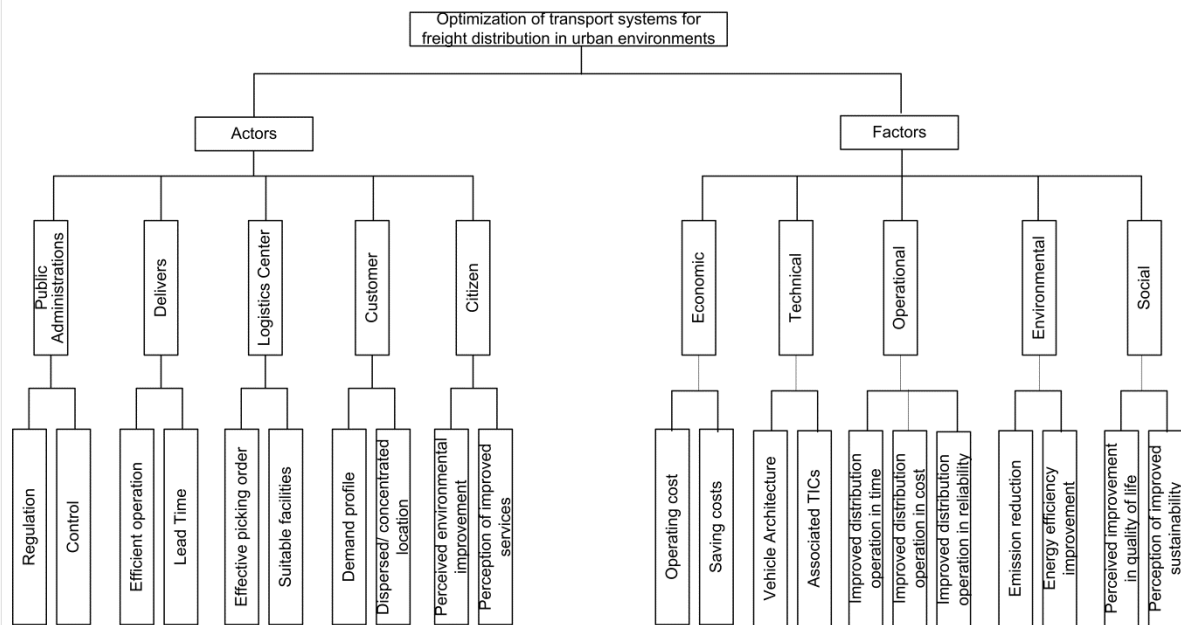 Optimization of transport systems for
freight distribution in urban environments
Actors
Factors
Public
Administrations
Delivers
Logistics Center
Customer
Citizen
Economic
Technical
Operational
Environmental
Social
Regulation
Control
Efficient operation
Lead Time
Effective picking order
Suitable facilities
Demand profile
Dispersed/ concentrated
location
Perceived environmental
improvement
Perception of improved
services
Operating cost
Saving costs
Vehicle Architecture
Associated TICs
Improved distribution
operation in time
Improved distribution
operation in cost
Improved distribution
operation in reliability
Emission reduction
Energy efficiency
improvement
Perceived improvement
in quality of life
Perception of improved
sustainability